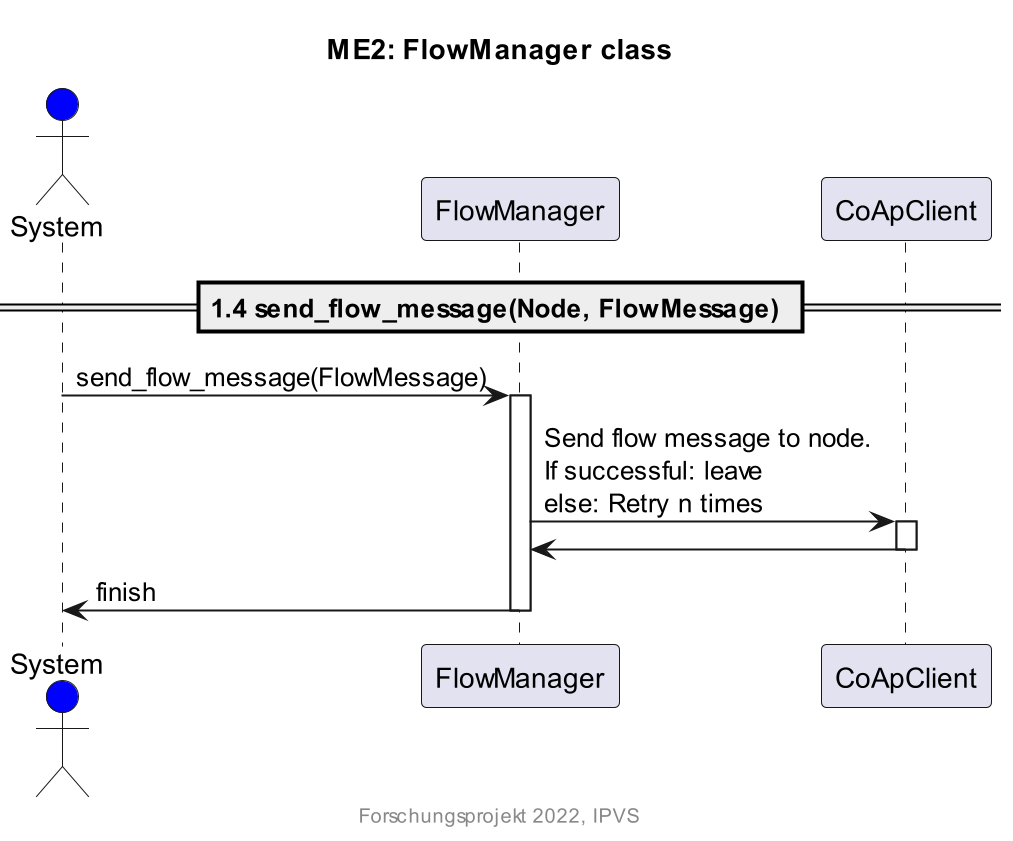 ME2: FlowManager class
System
FlowManager
CoApClient
1.4 send_flow_message(Node, FlowMessage)
send_flow_message(FlowMessage)
Send flow message to node.
If successful: leave
else: Retry n times
finish
System
FlowManager
CoApClient
Forschungsprojekt 2022, IPVS